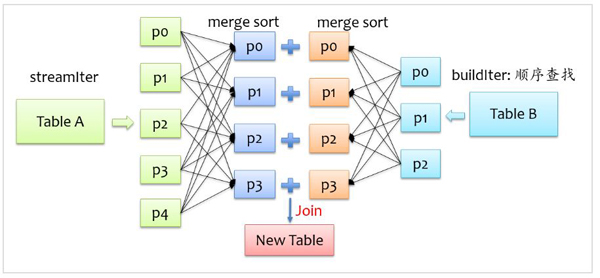 merge sort
merge sort
streamIter
buildIter: 顺序查找
Table A
p0
p1
p2
p3
p4
p0
p1
p2
p3
p0
p1
p2
p3
p0
p1
p2
Table B
Join
New Table